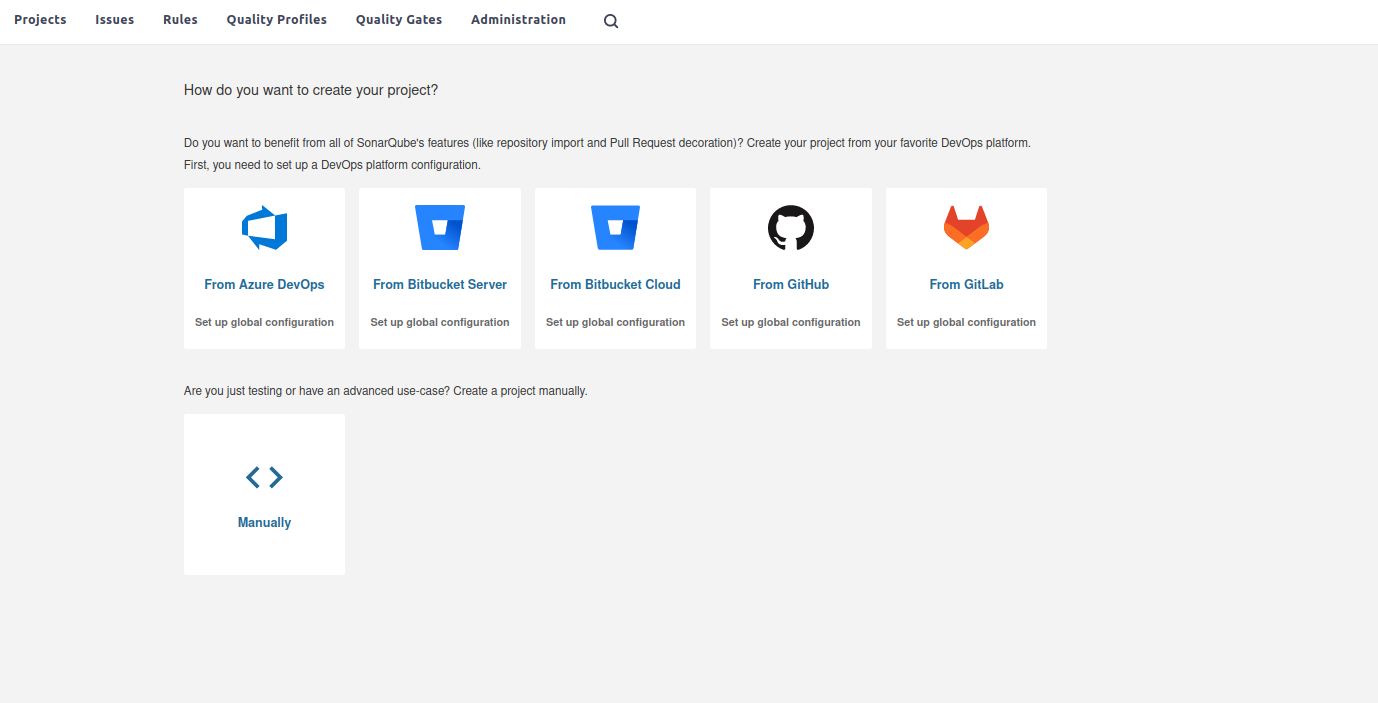 Projects Issues Rules Quality Profiles Quality Gates Administration
How do you want to create your project?
Do you want to benefit from all of SonarQube's features (like repository import and Pull Request decoration)? Create your project from your favorite DevOps platform.
First, you need to set up a DevOps platform configuration.
From Azure DevOps From Bitbucket Server From Bitbucket Cloud From GitHub From GitLab
Set up global configuration Set up global configuration Set up global configuration Set up global configuration Set up global configuration
Are you just testing or have an advanced use-case? Create a project manually.
Manually